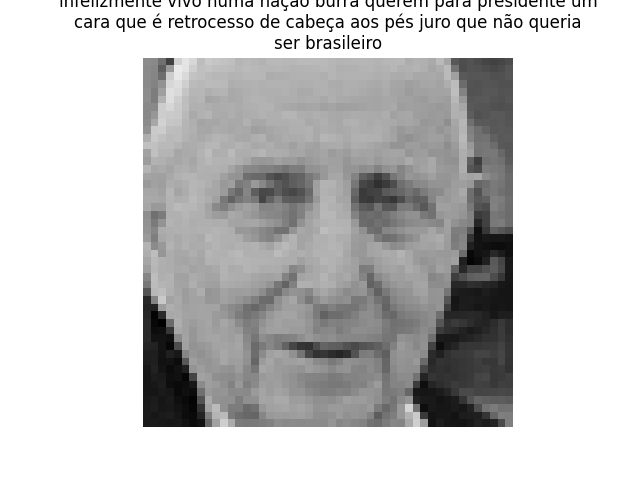 infelizmente vivo numa nação burra querem para presidente um
cara que é retrocesso de cabeça aos pés juro que não queria
ser brasileiro